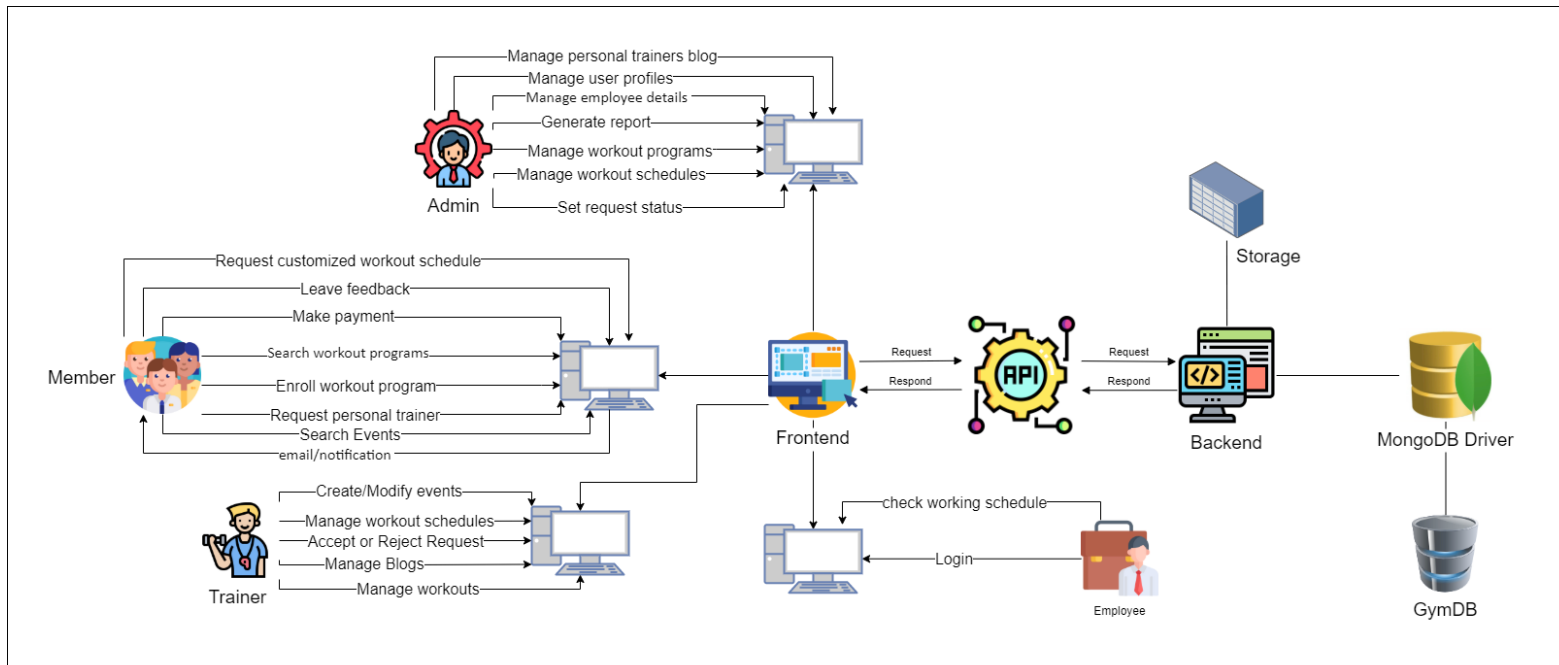 Manage personal trainers blog
Manage user profiles
Manage employee details
Generate report
Manage workout programs
Manage workout schedules
Set request status
Admin
Request customized workout schedule
Leave feedback
Make payment
Search workout programs
Enroll workout program
Request personal trainer
Search Events
email/notification
Member
Create/Modify events
Manage workout schedules
Accept or Reject Request
Manage Blogs
Manage workouts
Trainer
Frontend
Request
Respond
API
Request
Respond
Backend
Storage
MongoDB Driver
GymDB
check working schedule
Login
Employee